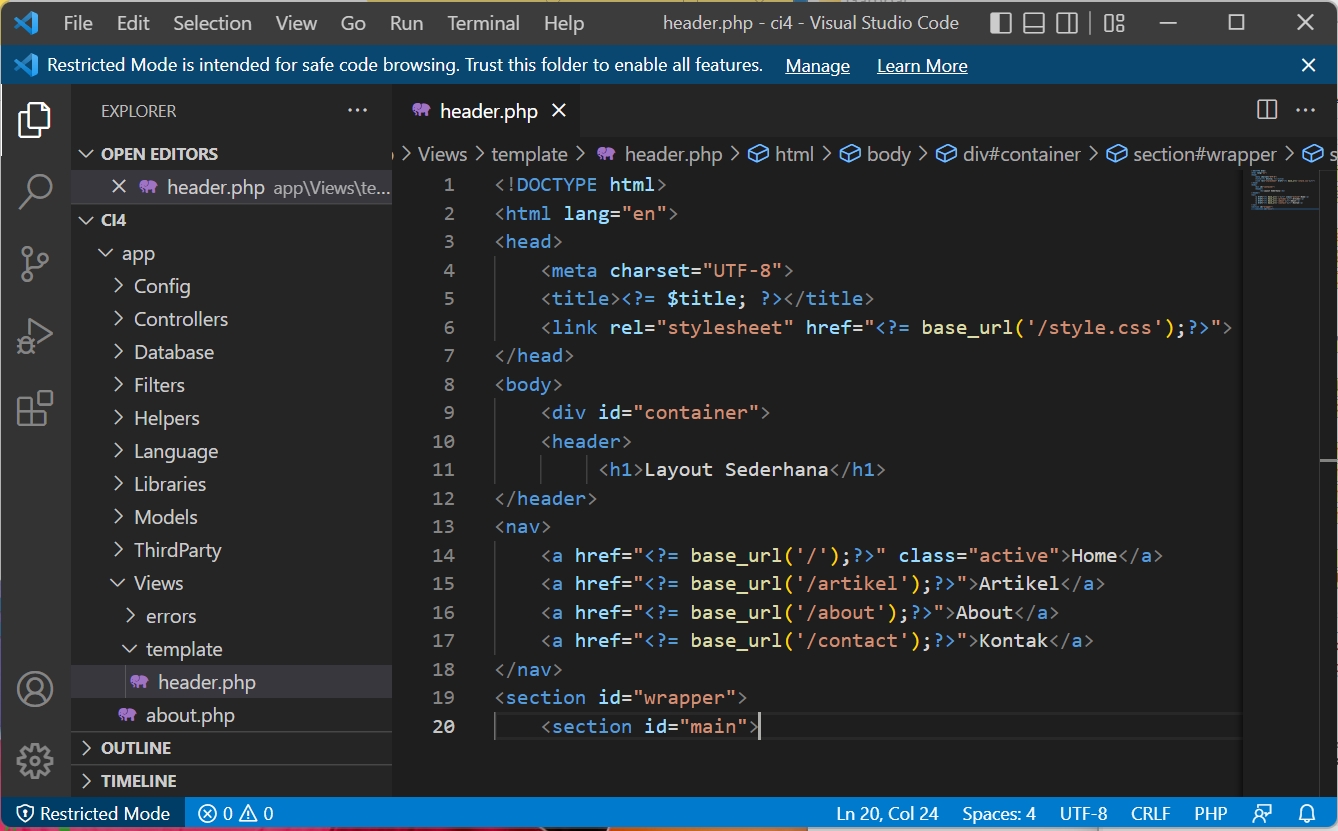 File Edit Selection View Go Run Terminal Help header.php - ci4 - Visual Studio Code
Restricted Mode is intended for safe code browsing. Trust this folder to enable all features. Manage Learn More
EXPLORER
OPEN EDITORS
header.php app\Views\te...
CI4
app
Config
Controllers
Database
Filters
Helpers
Language
Libraries
Models
ThirdParty
Views
errors
template
header.php
about.php
OUTLINE
TIMELINE
header.php
Views > template > header.php > html > body > div#container > section#wrapper >
1 <!DOCTYPE html>
2 <html lang="en">
3 <head>
4     <meta charset="UTF-8">
5     <title><?= $title; ?></title>
6     <link rel="stylesheet" href="<?= base_url('/style.css');?>">
7 </head>
8 <body>
9     <div id="container">
10     <header>
11         <h1>Layout Sederhana</h1>
12 </header>
13 <nav>
14     <a href="<?= base_url('/');?>" class="active">Home</a>
15     <a href="<?= base_url('/artikel');?>">Artikel</a>
16     <a href="<?= base_url('/about');?>">About</a>
17     <a href="<?= base_url('/contact');?>">Kontak</a>
18 </nav>
19 <section id="wrapper">
20     <section id="main">
Restricted Mode 0 0 Ln 20, Col 24 Spaces: 4 UTF-8 CRLF PHP